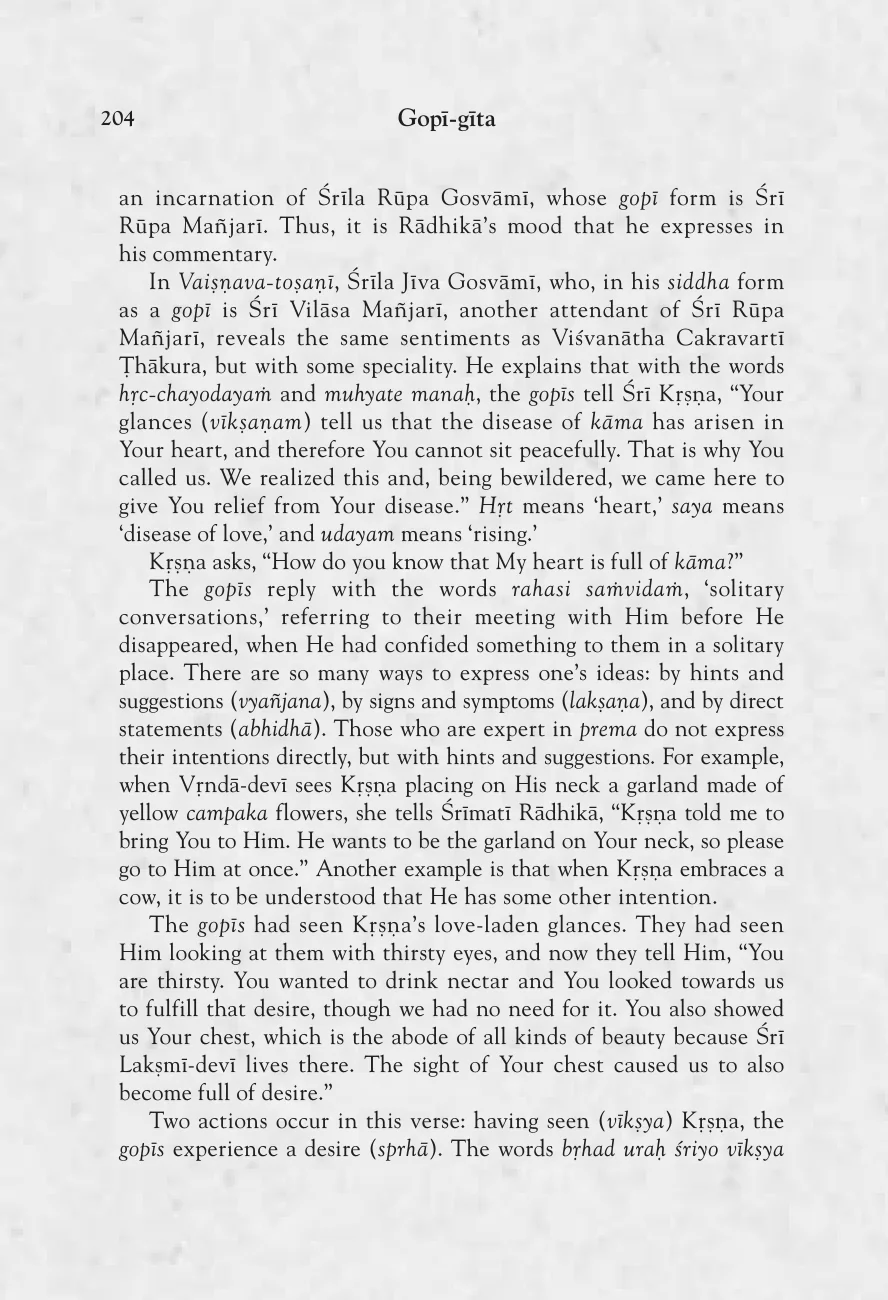 204
Gopī-gīta
an incarnation of Śrīla Rūpa Gosvāmī, whose gopī form is Śrī
Rūpa Mañjarī. Thus, it is Rādhikā’s mood that he expresses in
his commentary.
In Vaiṣṇava-toṣaṇī, Śrīla Jīva Gosvāmī, who, in his siddha form
as a gopī is Śrī Vilāsa Mañjarī, another attendant of Śrī Rūpa
Mañjarī, reveals the same sentiments as Viśvanātha Cakravartī
Ṭhākura, but with some speciality. He explains that with the words
hṛc-chayodayaṁ and muhyate manaḥ, the gopīs tell Śrī Kṛṣṇa, “Your
glances (vīkṣaṇam) tell us that the disease of kāma has arisen in
Your heart, and therefore You cannot sit peacefully. That is why You
called us. We realized this and, being bewildered, we came here to
give You relief from Your disease.” Hṛt means ‘heart,’ saya means
‘disease of love,’ and udayam means ‘rising.’
Kṛṣṇa asks, “How do you know that My heart is full of kāma?”
The gopīs reply with the words rahasi saṁvidaṁ, ‘solitary
conversations,’ referring to their meeting with Him before He
disappeared, when He had confided something to them in a solitary
place. There are so many ways to express one’s ideas: by hints and
suggestions (vyañjana), by signs and symptoms (lakṣaṇa), and by direct
statements (abhidhā). Those who are expert in prema do not express
their intentions directly, but with hints and suggestions. For example,
when Vṛndā-devī sees Kṛṣṇa placing on His neck a garland made of
yellow campaka flowers, she tells Śrīmatī Rādhikā, “Kṛṣṇa told me to
bring You to Him. He wants to be the garland on Your neck, so please
go to Him at once.” Another example is that when Kṛṣṇa embraces a
cow, it is to be understood that He has some other intention.
The gopīs had seen Kṛṣṇa’s love-laden glances. They had seen
Him looking at them with thirsty eyes, and now they tell Him, “You
are thirsty. You wanted to drink nectar and You looked towards us
to fulfill that desire, though we had no need for it. You also showed
us Your chest, which is the abode of all kinds of beauty because Śrī
Lakṣmī-devī lives there. The sight of Your chest caused us to also
become full of desire.”
Two actions occur in this verse: having seen (vīkṣya) Kṛṣṇa, the
gopīs experience a desire (spṛhā). The words bṛhad uraḥ śriyo vīkṣya